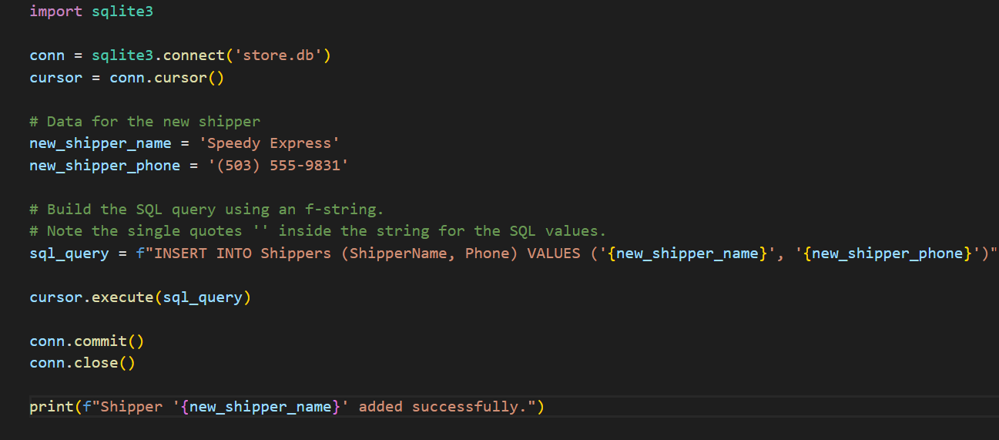 import sqlite3
conn = sqlite3.connect('store.db')
cursor = conn.cursor()
# Data for the new shipper
new_shipper_name = 'Speedy Express'
new_shipper_phone = '(503) 555-9831'
# Build the SQL query using an f-string.
# Note the single quotes '' inside the string for the SQL values.
sql_query = f"INSERT INTO Shippers (ShipperName, Phone) VALUES ('{new_shipper_name}', '{new_shipper_phone}')"
cursor.execute(sql_query)
conn.commit()
conn.close()
print(f"Shipper '{new_shipper_name}' added successfully.")